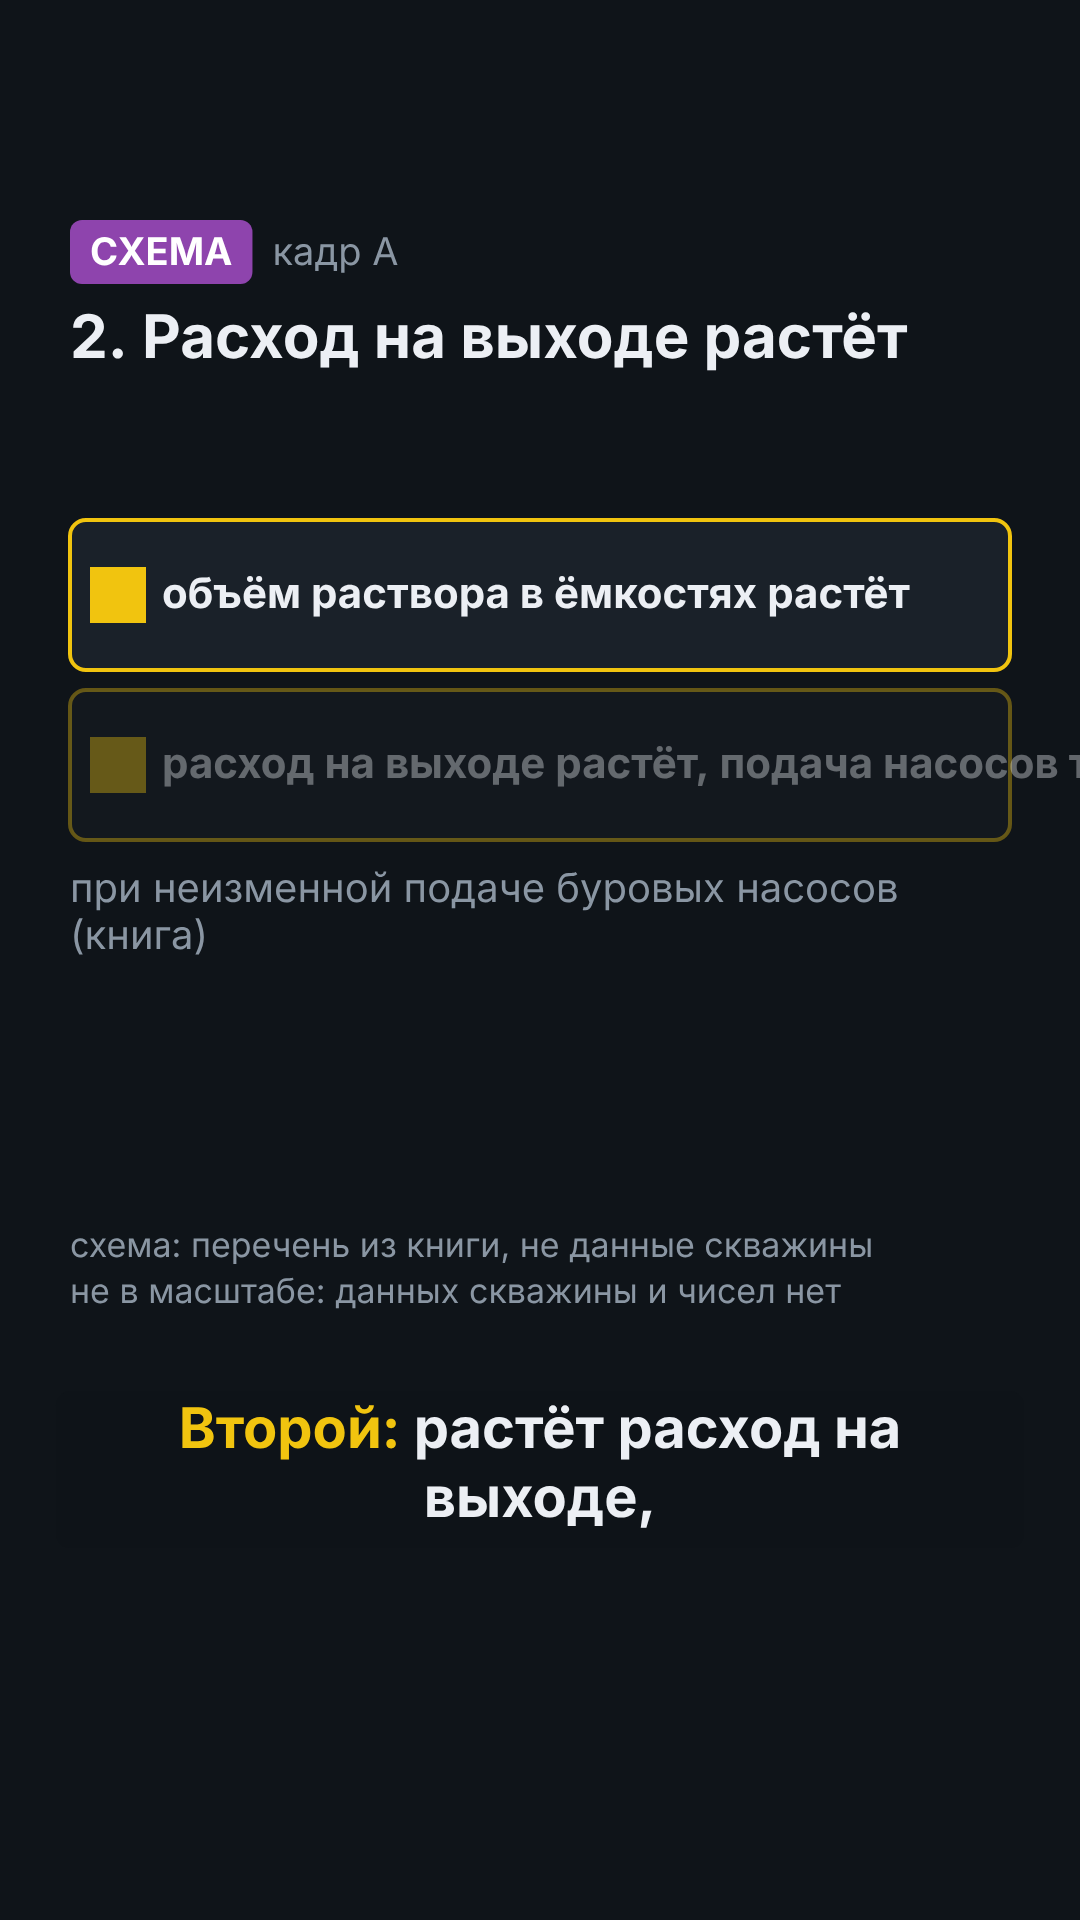 СХЕМА кадр А
2. Расход на выходе растёт
объём раствора в ёмкостях растёт
расход на выходе растёт, подача насосов
при неизменной подаче буровых насосов
(книга)
схема: перечень из книги, не данные скважины
не в масштабе: данных скважины и чисел нет
Второй: растёт расход на
выходе,